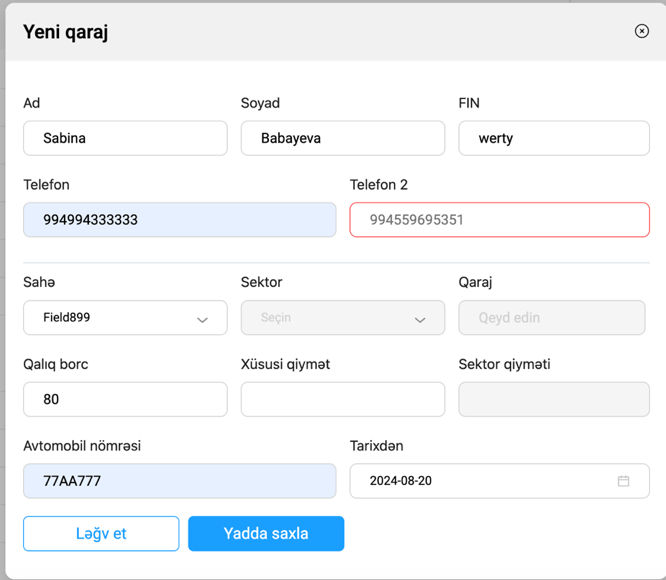 Yeni qaraj
Ad Soyad FIN
Sabina Babayeva werty
Telefon Telefon 2
994994333333 994559695351
Sahə Sektor Qaraj
Field899 Seçin Qeyd edin
Qalıq borc Xüsusi qiymət Sektor qiyməti
80
Avtomobil nömrəsi Tarixdən
77AA777 2024-08-20
Ləğv et Yadda saxla